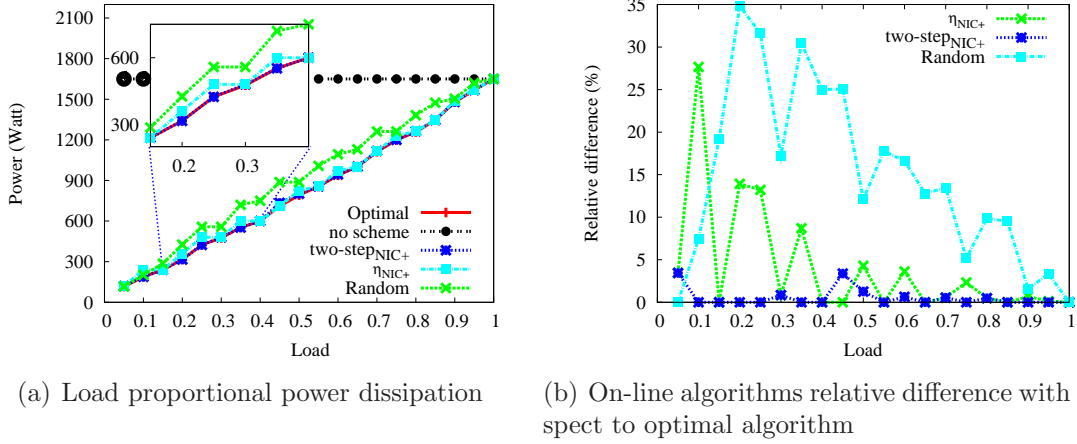 2100
1800
1500
1200
900
600
300
0
Power (Watt)
600
300
0.2 0.3
Optimal
no scheme
two-stepNIC+
ηNIC+
Random
0 0.1 0.2 0.3 0.4 0.5 0.6 0.7 0.8 0.9 1
Load
(a) Load proportional power dissipation
35
30
25
20
15
10
5
0
Relative difference (%)
ηNIC+
two-stepNIC+
Random
0 0.1 0.2 0.3 0.4 0.5 0.6 0.7 0.8 0.9 1
Load
(b) On-line algorithms relative difference with
spect to optimal algorithm